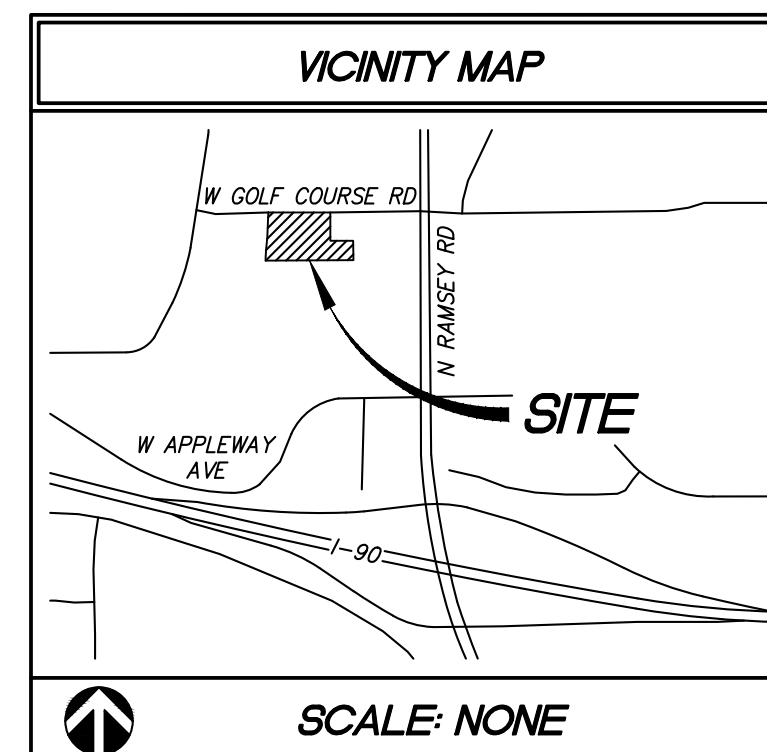 VICINITY MAP
W GOLF COURSE RD
N RAMSEY RD
SITE
W APPLEWAY
AVE
I-90
SCALE: NONE